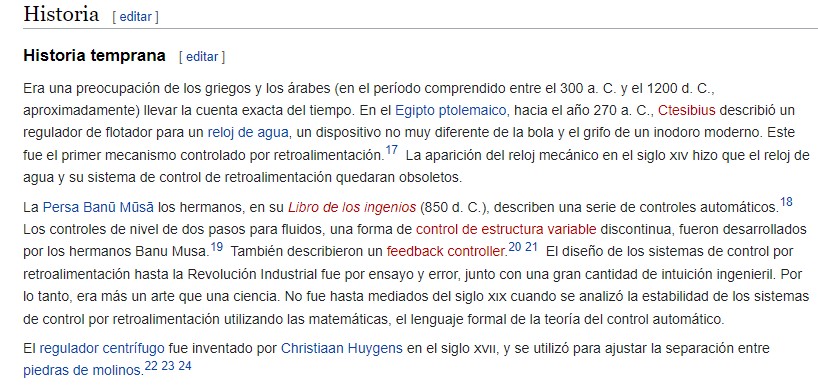 Historia [ editar ]
Historia temprana [ editar ]
Era una preocupación de los griegos y los árabes (en el período comprendido entre el 300 a. C. y el 1200 d. C.,
aproximadamente) llevar la cuenta exacta del tiempo. En el Egipto ptolemaico, hacia el año 270 a. C., Ctesibius describió un
regulador de flotador para un reloj de agua, un dispositivo no muy diferente de la bola y el grifo de un inodoro moderno. Este
fue el primer mecanismo controlado por retroalimentación.17 La aparición del reloj mecánico en el siglo XIV hizo que el reloj de
agua y su sistema de control de retroalimentación quedaran obsoletos.
La Persa Banū Mūsā los hermanos, en su Libro de los ingenios (850 d. C.), describen una serie de controles automáticos.18
Los controles de nivel de dos pasos para fluidos, una forma de control de estructura variable discontinua, fueron desarrollados
por los hermanos Banu Musa.19 También describieron un feedback controller.20 21 El diseño de los sistemas de control por
retroalimentación hasta la Revolución Industrial fue por ensayo y error, junto con una gran cantidad de intuición ingenieril. Por
lo tanto, era más un arte que una ciencia. No fue hasta mediados del siglo XIX cuando se analizó la estabilidad de los sistemas
de control por retroalimentación utilizando las matemáticas, el lenguaje formal de la teoría del control automático.
El regulador centrífugo fue inventado por Christiaan Huygens en el siglo XVII, y se utilizó para ajustar la separación entre
piedras de molinos.22 23 24